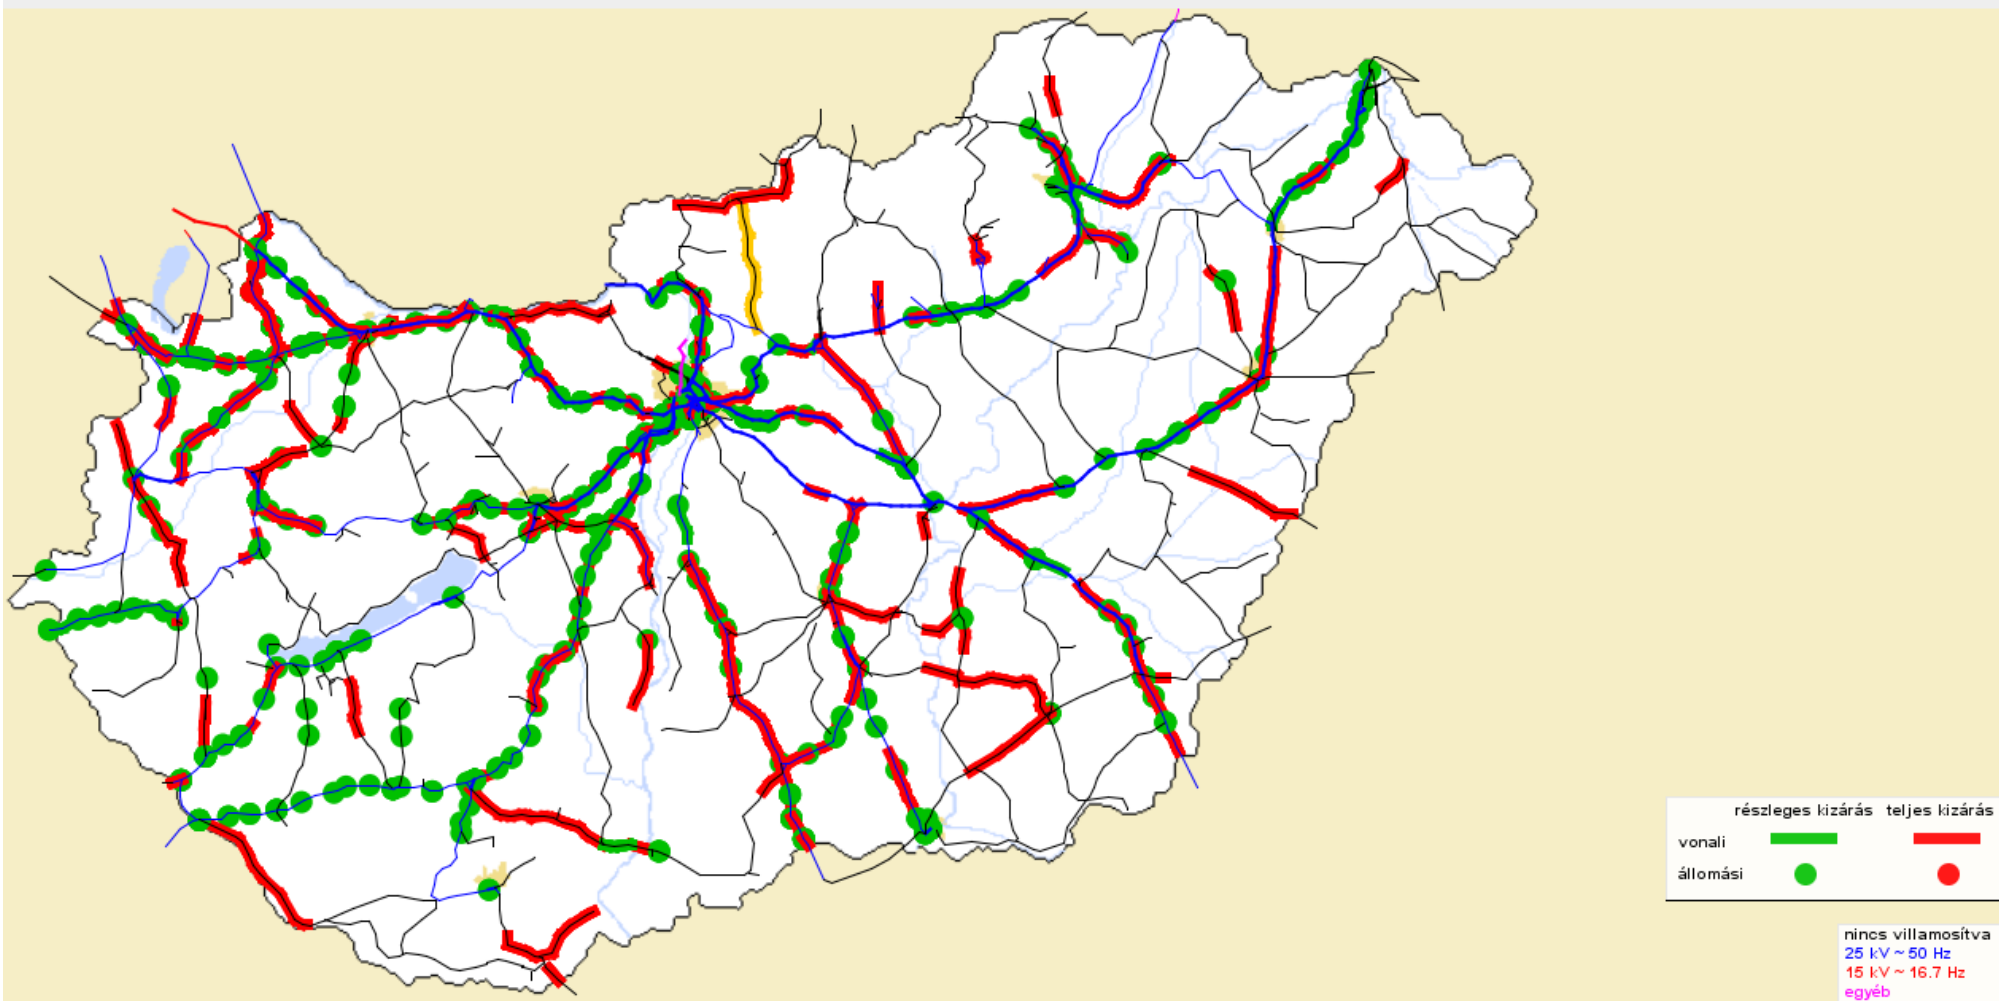 részleges kizárás teljes kizárás
vonali
állomási
nincs villamosítva
25 kV ~ 50 Hz
15 kV ~ 16.7 Hz
egyéb